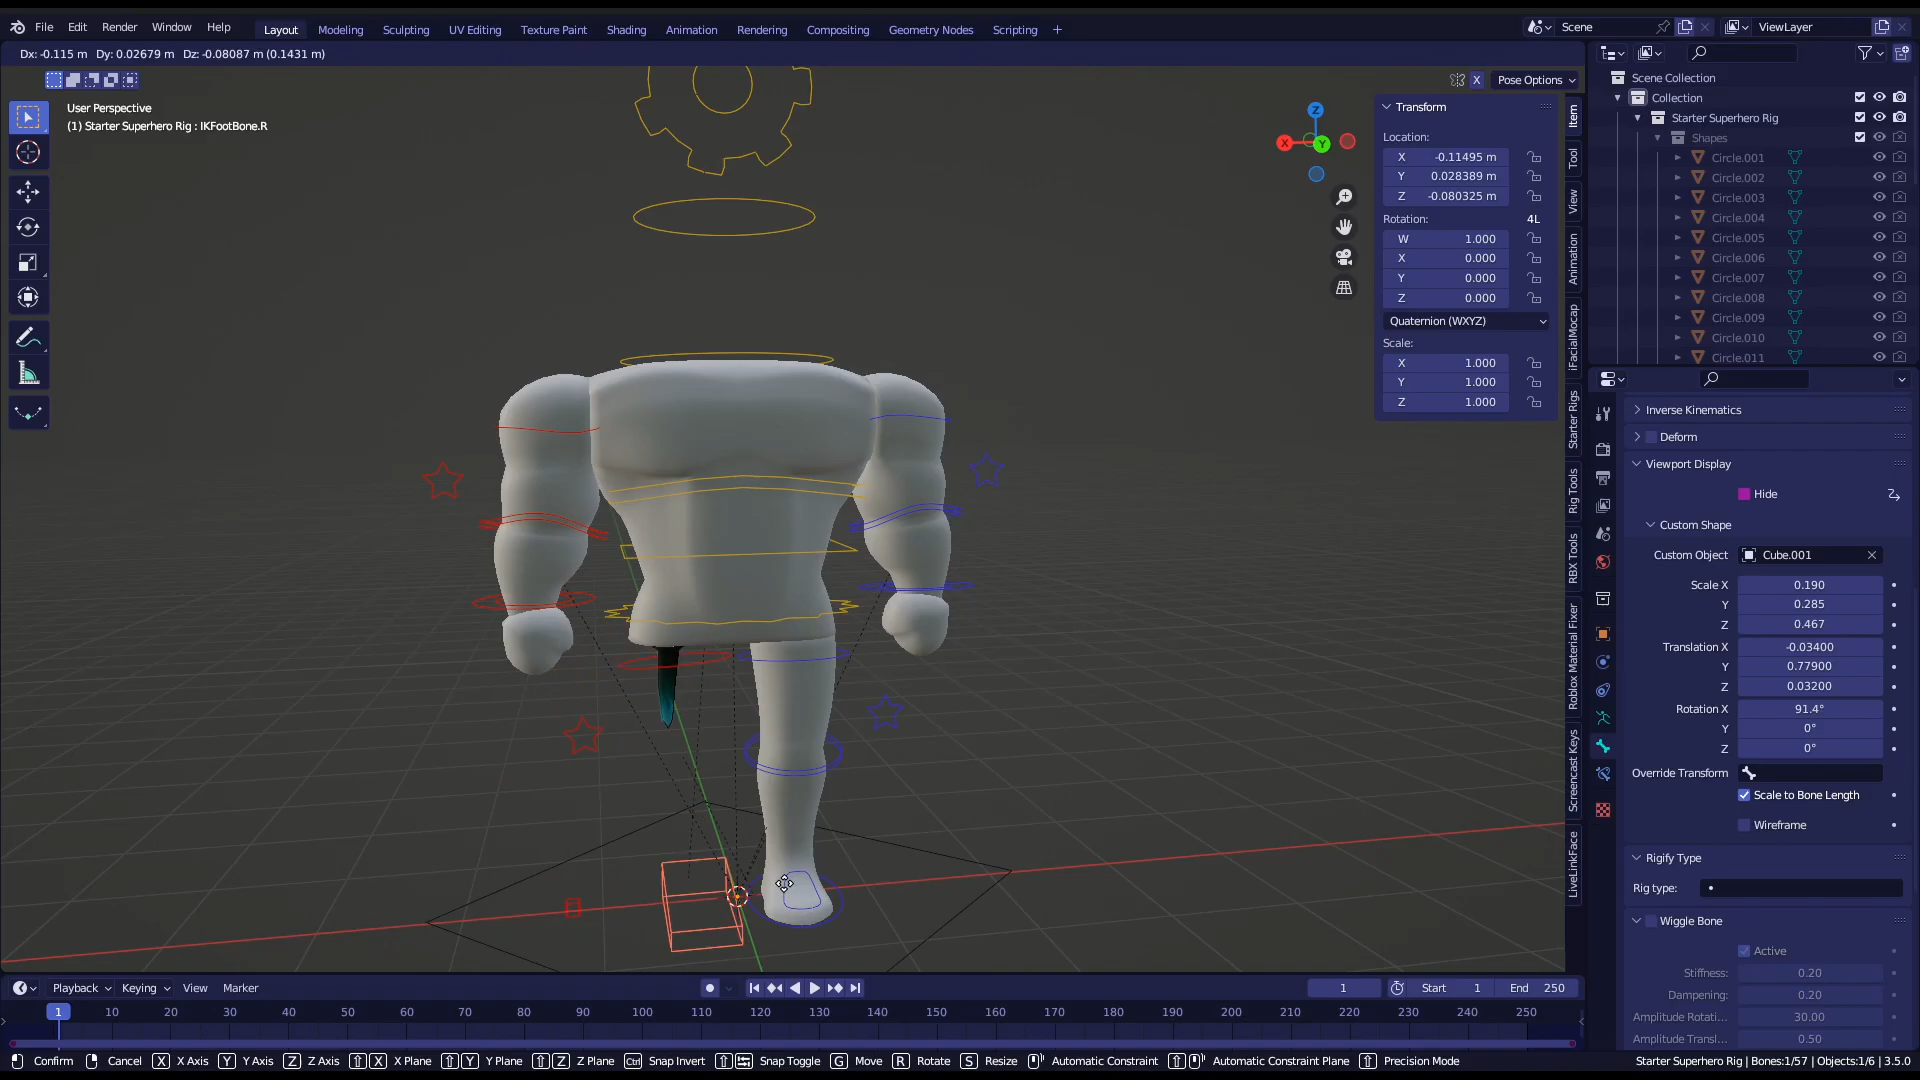 File Edit Render Window Help Layout Modeling Sculpting UV Editing Texture Paint Shading Animation Rendering Compositing Geometry Nodes Scripting + Scene ViewLayer
Dx: -0.115 m Dy: 0.02679 m Dz: -0.08087 m (0.1431 m)
X Pose Options
User Perspective
(1) Starter Superhero Rig : IKFootBone.R
Z
X
Y
Transform
Location:
X -0.11495 m
Y 0.028389 m
Z -0.080325 m
Rotation: 4L
W 1.000
X 0.000
Y 0.000
Z 0.000
Quaternion (WXYZ)
Scale:
X 1.000
Y 1.000
Z 1.000
Item
Tool
View
Animation
iFacialMocap
Starter Rigs
Rig Tools
RBX Tools
Roblox Material Fixer
Screencast Keys
LiveLinkFace
Scene Collection
Collection
Starter Superhero Rig
Shapes
Circle.001
Circle.002
Circle.003
Circle.004
Circle.005
Circle.006
Circle.007
Circle.008
Circle.009
Circle.010
Circle.011
Inverse Kinematics
Deform
Viewport Display
Hide
Custom Shape
Custom Object Cube.001
Scale X 0.190
Y 0.285
Z 0.467
Translation X -0.03400
Y 0.77900
Z 0.03200
Rotation X 91.4°
Y 0°
Z 0°
Override Transform
Scale to Bone Length
Wireframe
Rigify Type
Rig type:
Wiggle Bone
Active
Stiffness: 0.20
Dampening: 0.20
Amplitude Rotati... 30.00
Amplitude Transl... 0.50
Playback Keying View Marker 1 Start 1 End 250
1 10 20 30 40 50 60 70 80 90 100 110 120 130 140 150 160 170 180 190 200 210 220 230 240 250
Confirm Cancel X X Axis Y Y Axis Z Z Axis X X Plane Y Y Plane Z Z Plane Ctrl Snap Invert Snap Toggle G Move R Rotate S Resize Automatic Constraint Automatic Constraint Plane Precision Mode Starter Superhero Rig | Bones:1/57 | Objects:1/6 | 3.5.0